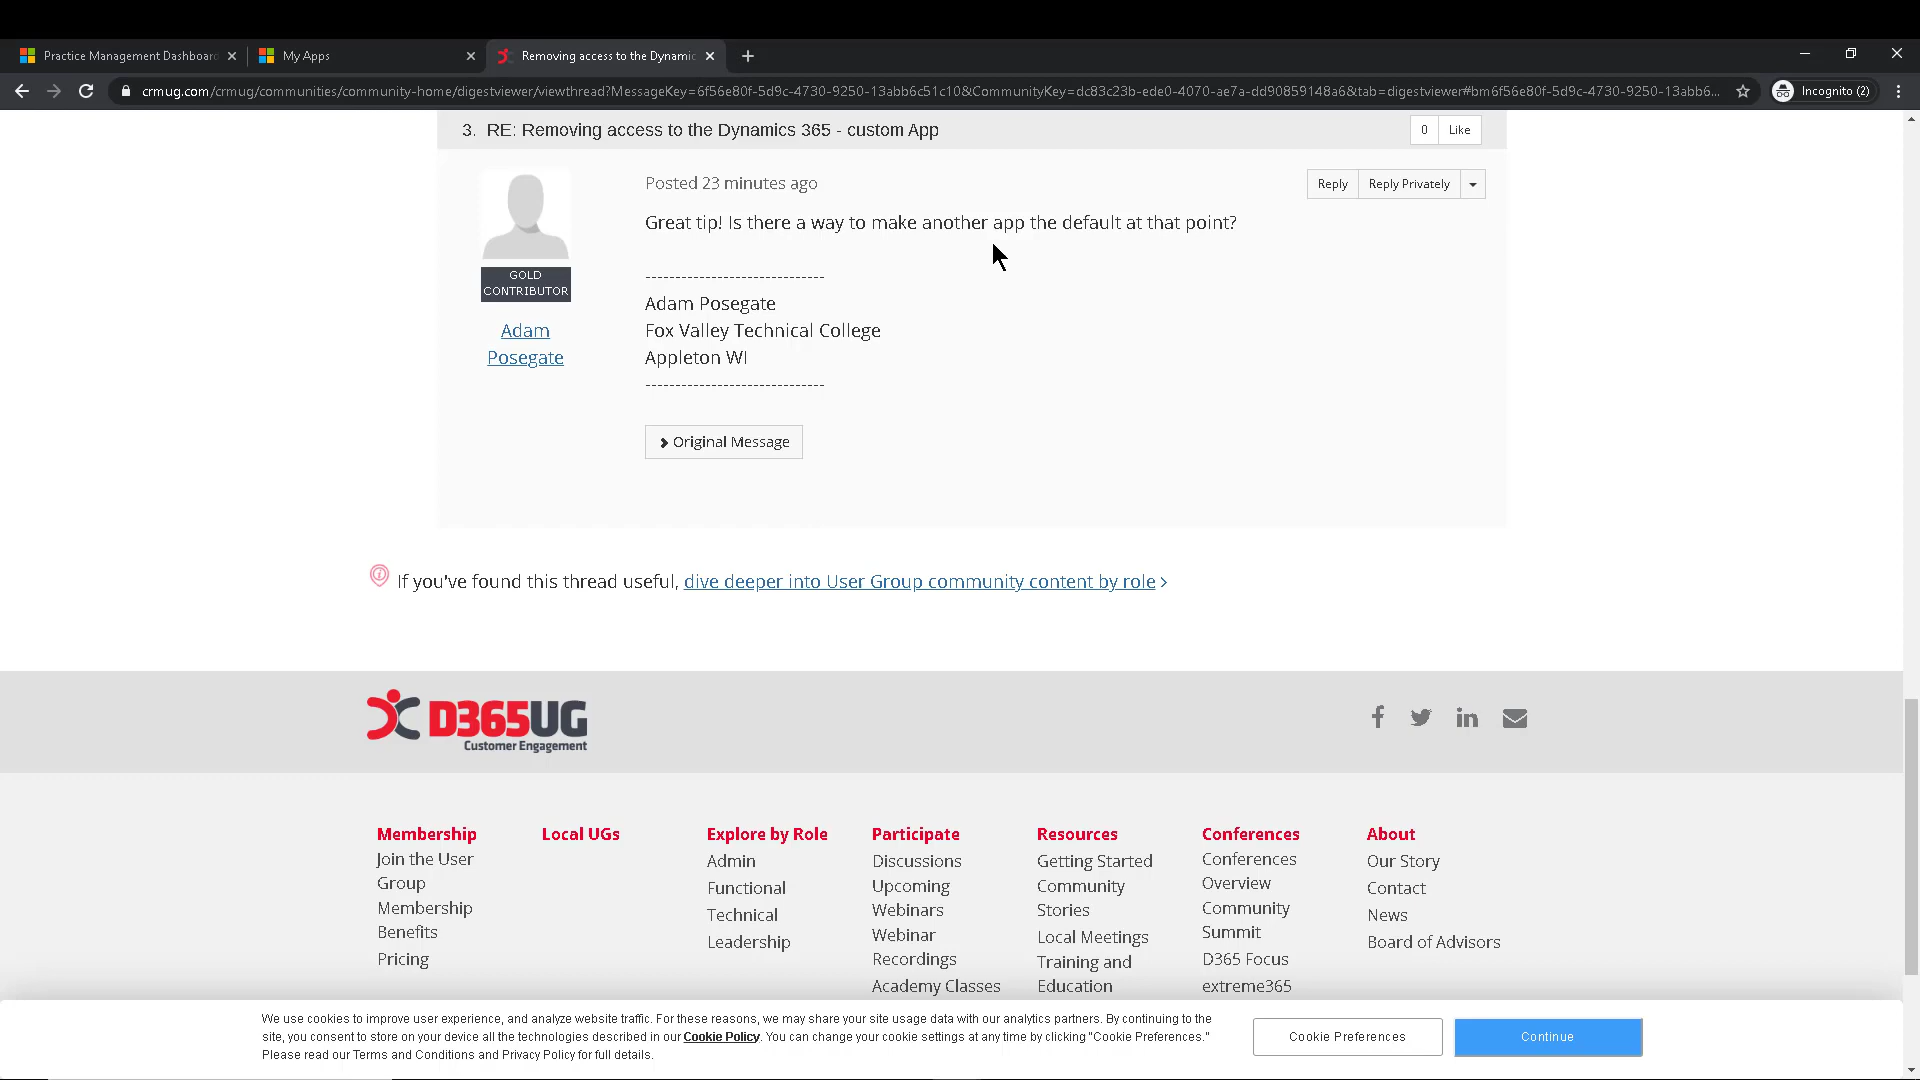 Practice Management Dashboar
My Apps
Removing access to the Dynamic
crmug.com/crmug/communities/community-home/digestviewer/viewthread?MessageKey=6f56e80f-5d9c-4730-9250-13abb6c51c10&CommunityKey=dc83c23b-ede0-4070-ae7a-dd90859148a6&tab=digestviewer#bm6f56e80f-5d9c-4730-9250-13abb6...
Incognito (2)
3. RE: Removing access to the Dynamics 365 - custom App
0 Like
Posted 23 minutes ago
Reply Reply Privately
Great tip! Is there a way to make another app the default at that point?
GOLD
CONTRIBUTOR
Adam
Posegate
-----------------------------
Adam Posegate
Fox Valley Technical College
Appleton WI
-----------------------------
Original Message
If you've found this thread useful, dive deeper into User Group community content by role >
D365UG
Customer Engagement
Membership
Join the User
Group
Membership
Benefits
Pricing
Local UGs
Explore by Role
Admin
Functional
Technical
Leadership
Participate
Discussions
Upcoming
Webinars
Webinar
Recordings
Academy Classes
Resources
Getting Started
Community
Stories
Local Meetings
Training and
Education
Conferences
Conferences
Overview
Community
Summit
D365 Focus
extreme365
About
Our Story
Contact
News
Board of Advisors
We use cookies to improve user experience, and analyze website traffic. For these reasons, we may share your site usage data with our analytics partners. By continuing to the
site, you consent to store on your device all the technologies described in our Cookie Policy. You can change your cookie settings at any time by clicking "Cookie Preferences."
Please read our Terms and Conditions and Privacy Policy for full details.
Cookie Preferences
Continue